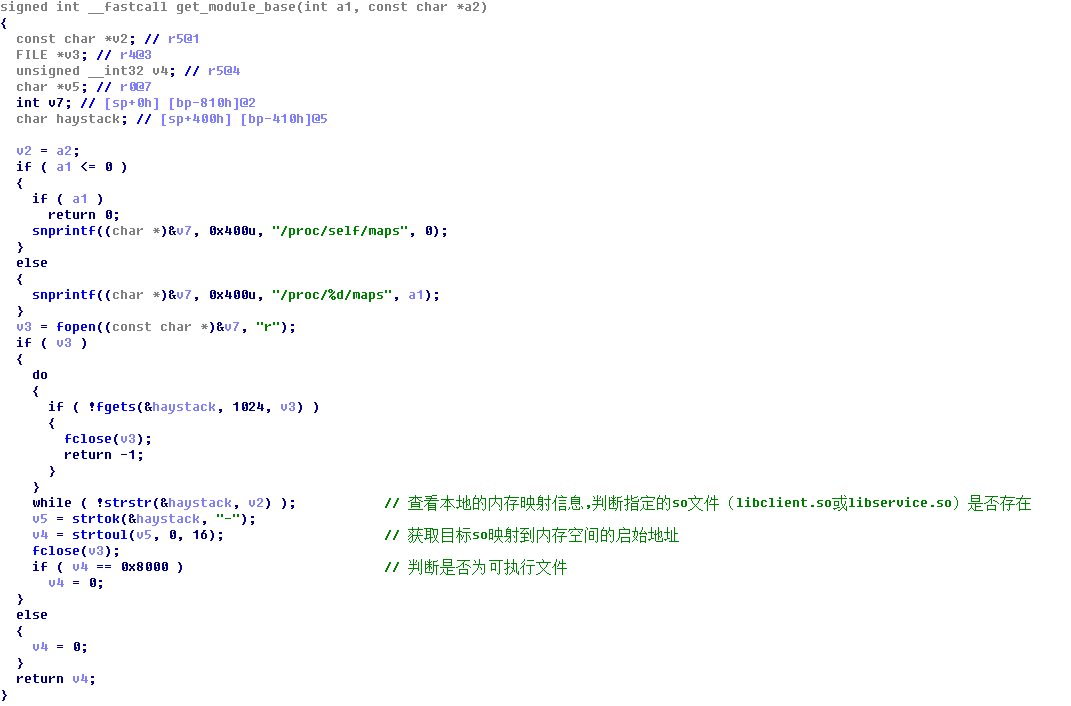 signed int __fastcall get_module_base(int a1, const char *a2)
{
  const char *v2; // r5@1
  FILE *v3; // r4@3
  unsigned __int32 v4; // r5@4
  char *v5; // r0@7
  int v7; // [sp+0h] [bp-810h]@2
  char haystack; // [sp+400h] [bp-410h]@5

  v2 = a2;
  if ( a1 <= 0 )
  {
    if ( a1 )
      return 0;
    snprintf((char *)&v7, 0x400u, "/proc/self/maps", 0);
  }
  else
  {
    snprintf((char *)&v7, 0x400u, "/proc/%d/maps", a1);
  }
  v3 = fopen((const char *)&v7, "r");
  if ( v3 )
  {
    do
    {
      if ( !fgets(&haystack, 1024, v3) )
      {
        fclose(v3);
        return -1;
      }
    }
    while ( !strstr(&haystack, v2) );           // 查看本地的内存映射信息,判断指定的so文件（libclient.so或libservice.so）是否存在
    v5 = strtok(&haystack, "-");
    v4 = strtoul(v5, 0, 16);                    // 获取目标so映射到内存空间的启始地址
    fclose(v3);
    if ( v4 == 0x8000 )                         // 判断是否为可执行文件
      v4 = 0;
  }
  else
  {
    v4 = 0;
  }
  return v4;
}